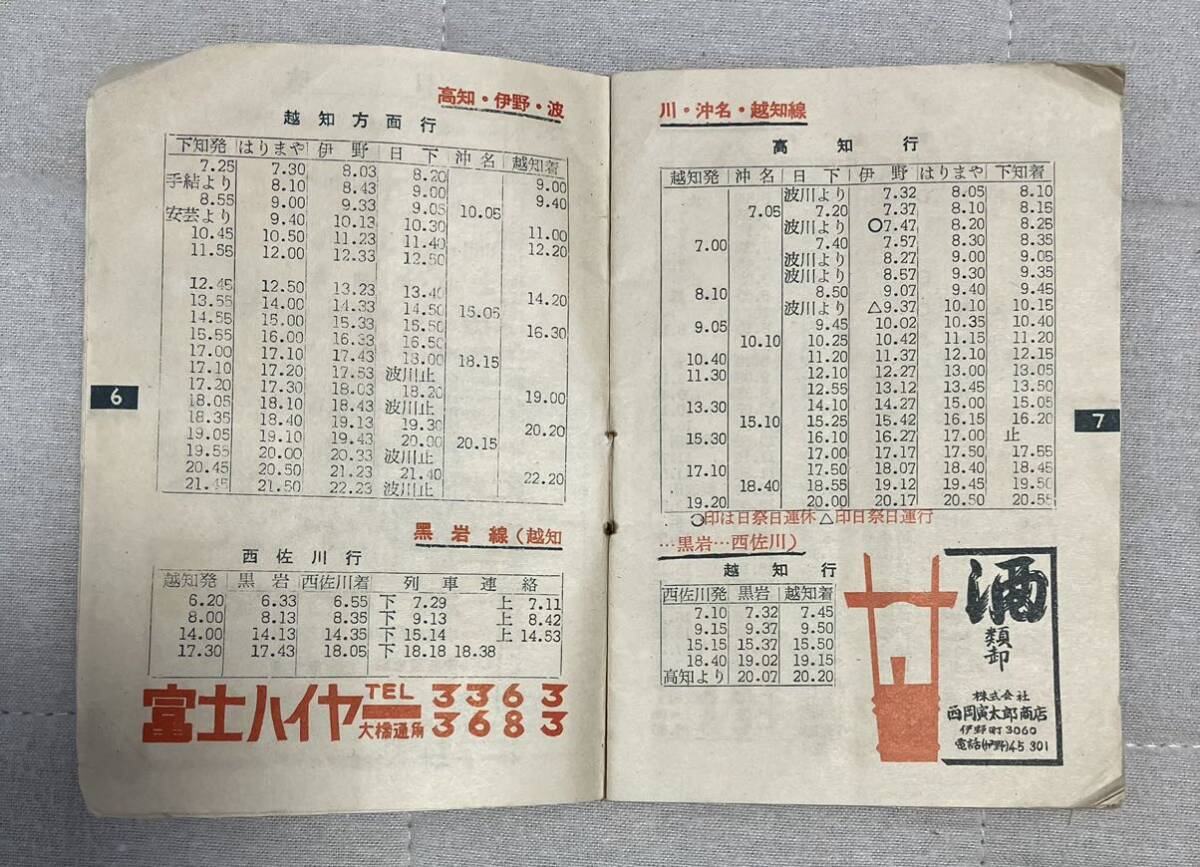 高知・伊野・波
越知方面行
下知発 はりまや 伊野 日下 沖名 越知着
7.25 7.30 8.03 8.20 9.00
手結より 8.10 8.43 9.00 9.40
8.55 9.00 9.33 9.05 10.05
安芸より 9.40 10.13 10.30 11.00
10.45 10.50 11.23 11.40 12.20
11.55 12.00 12.33 12.50
12.45 12.50 13.23 13.40 14.20
13.55 14.00 14.33 14.50 15.05
14.55 15.00 15.33 15.50 16.30
15.55 16.00 16.33 16.50
17.00 17.10 17.43 18.00 18.15
17.10 17.20 17.53 波川止
17.20 17.30 18.03 18.20 19.00
18.05 18.10 18.43 波川止
18.35 18.40 19.13 19.30 20.20
19.05 19.10 19.43 20.00 20.15
19.55 20.00 20.33 波川止
20.45 20.50 21.23 21.40 22.20
21.45 21.50 22.23 波川止
6
黒岩線(越知
西佐川行
越知発 黒岩 西佐川着 列車連絡
6.20 6.33 6.55 下 7.29 上 7.11
8.00 8.13 8.35 下 9.13 上 8.42
14.00 14.13 14.35 下 15.14 上 14.53
17.30 17.43 18.05 下 18.18 18.38
富士ハイヤー TEL 3363
大橋通角 3683
川・沖名・越知線
高知行
越知発 沖名 日下 伊野 はりまや 下知着
波川より 7.32 8.05 8.10
7.05 7.20 7.37 8.10 8.15
波川より ○7.47 8.20 8.25
7.00 7.40 7.57 8.30 8.35
波川より 8.27 9.00 9.05
波川より 8.57 9.30 9.35
8.10 8.50 9.07 9.40 9.45
波川より △9.37 10.10 10.15
9.05 9.45 10.02 10.35 10.40
10.10 10.25 10.42 11.15 11.20
10.40 11.20 11.37 12.10 12.15
11.30 12.10 12.27 13.00 13.05
12.55 13.12 13.45 13.50
13.30 14.10 14.27 15.00 15.05
15.10 15.25 15.42 16.15 16.20
15.30 16.10 16.27 17.00 止
17.00 17.17 17.50 17.55
17.10 17.50 18.07 18.40 18.45
18.40 18.55 19.12 19.45 19.50
19.20 20.00 20.17 20.50 20.55
○印は日祭日運休 △印日祭日運行
7
…黒岩…西佐川)
越知行
西佐川発 黒岩 越知着
7.10 7.32 7.45
9.15 9.37 9.50
15.15 15.37 15.50
18.40 19.02 19.15
高知より 20.07 20.20
酒
類卸
株式会社
西岡寅太郎商店
伊野町3060
電話(伊野)45 301